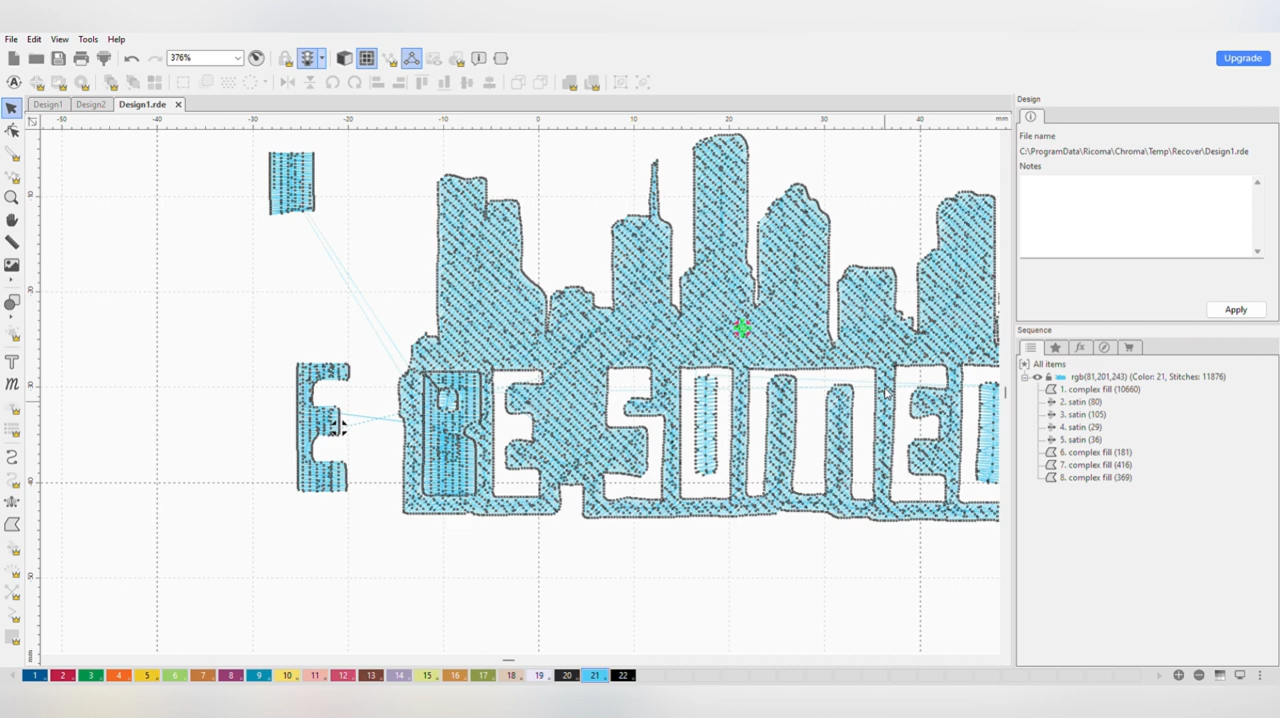 File Edit View Tools Help
376%
Upgrade
Design1 Design2 Design1.rde
Design
-50 -40 -30 -20 -10 0 10 20 30 40 mm
File name
C:\ProgramData\Ricoma\Chroma\Temp\Recover\Design1.rde
Notes
Apply
Sequence
All items
rgb(81,201,243) (Color: 21, Stitches: 11876)
1. complex fill (10660)
2. satin (80)
3. satin (105)
4. satin (29)
5. satin (36)
6. complex fill (181)
7. complex fill (416)
8. complex fill (369)
E
mm
1 2 3 4 5 6 7 8 9 10 11 12 13 14 15 16 17 18 19 20 21 22